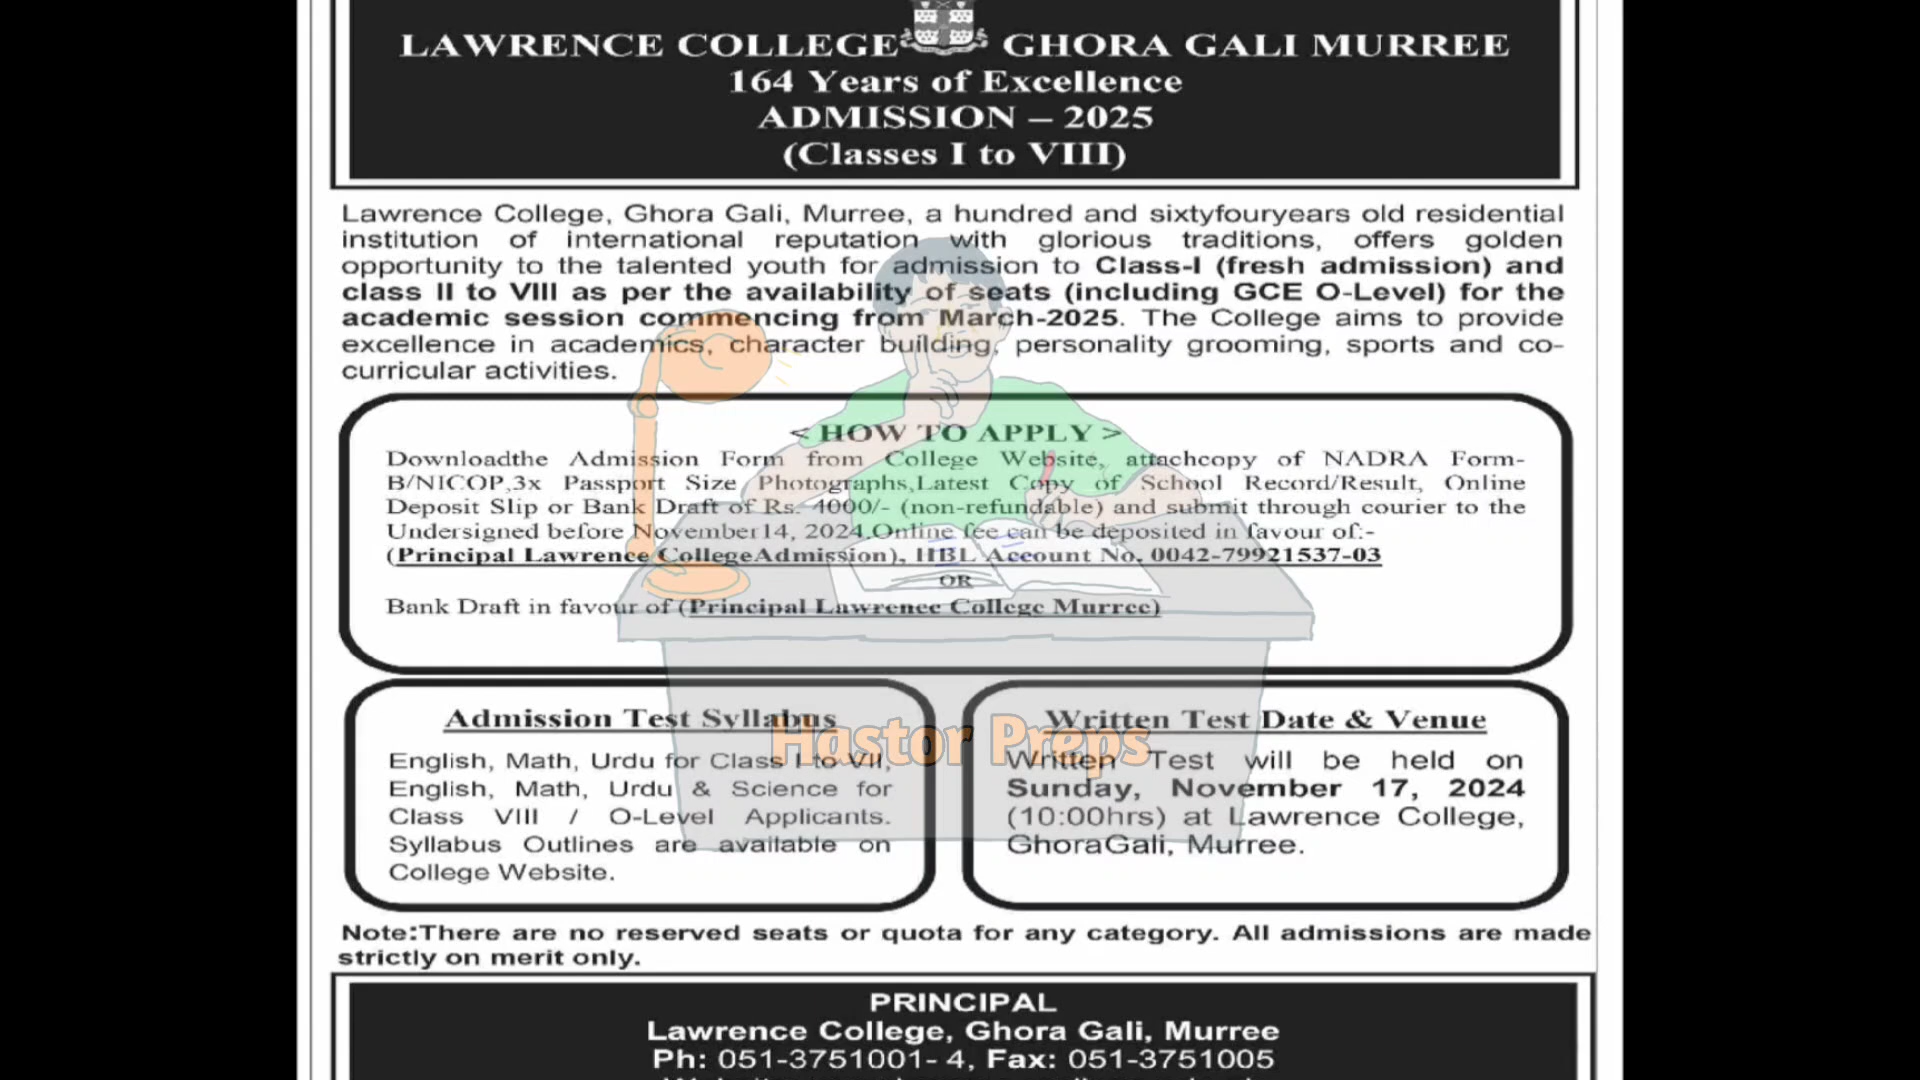 LAWRENCE COLLEGE GHORA GALI MURREE
164 Years of Excellence
ADMISSION – 2025
(Classes I to VIII)
Lawrence College, Ghora Gali, Murree, a hundred and sixtyfouryears old residential
institution of international reputation with glorious traditions, offers golden
opportunity to the talented youth for admission to Class-I (fresh admission) and
class II to VIII as per the availability of seats (including GCE O-Level) for the
academic session commencing from March-2025. The College aims to provide
excellence in academics, character building, personality grooming, sports and co-
curricular activities.
< HOW TO APPLY >
Downloadthe Admission Form from College Website, attachcopy of NADRA Form-
B/NICOP,3x Passport Size Photographs,Latest Copy of School Record/Result, Online
Deposit Slip or Bank Draft of Rs. 4000/- (non-refundable) and submit through courier to the
Undersigned before November14, 2024.Online fee can be deposited in favour of:-
(Principal Lawrence CollegeAdmission), HBL Account No. 0042-79921537-03
OR
Bank Draft in favour of (Principal Lawrence College Murree)
Admission Test Syllabus
English, Math, Urdu for Class I to VII,
English, Math, Urdu & Science for
Class VIII / O-Level Applicants.
Syllabus Outlines are available on
College Website.
Written Test Date & Venue
Written Test will be held on
Sunday, November 17, 2024
(10:00hrs) at Lawrence College,
GhoraGali, Murree.
Hastor Preps
Note:There are no reserved seats or quota for any category. All admissions are made
strictly on merit only.
PRINCIPAL
Lawrence College, Ghora Gali, Murree
Ph: 051-3751001- 4, Fax: 051-3751005